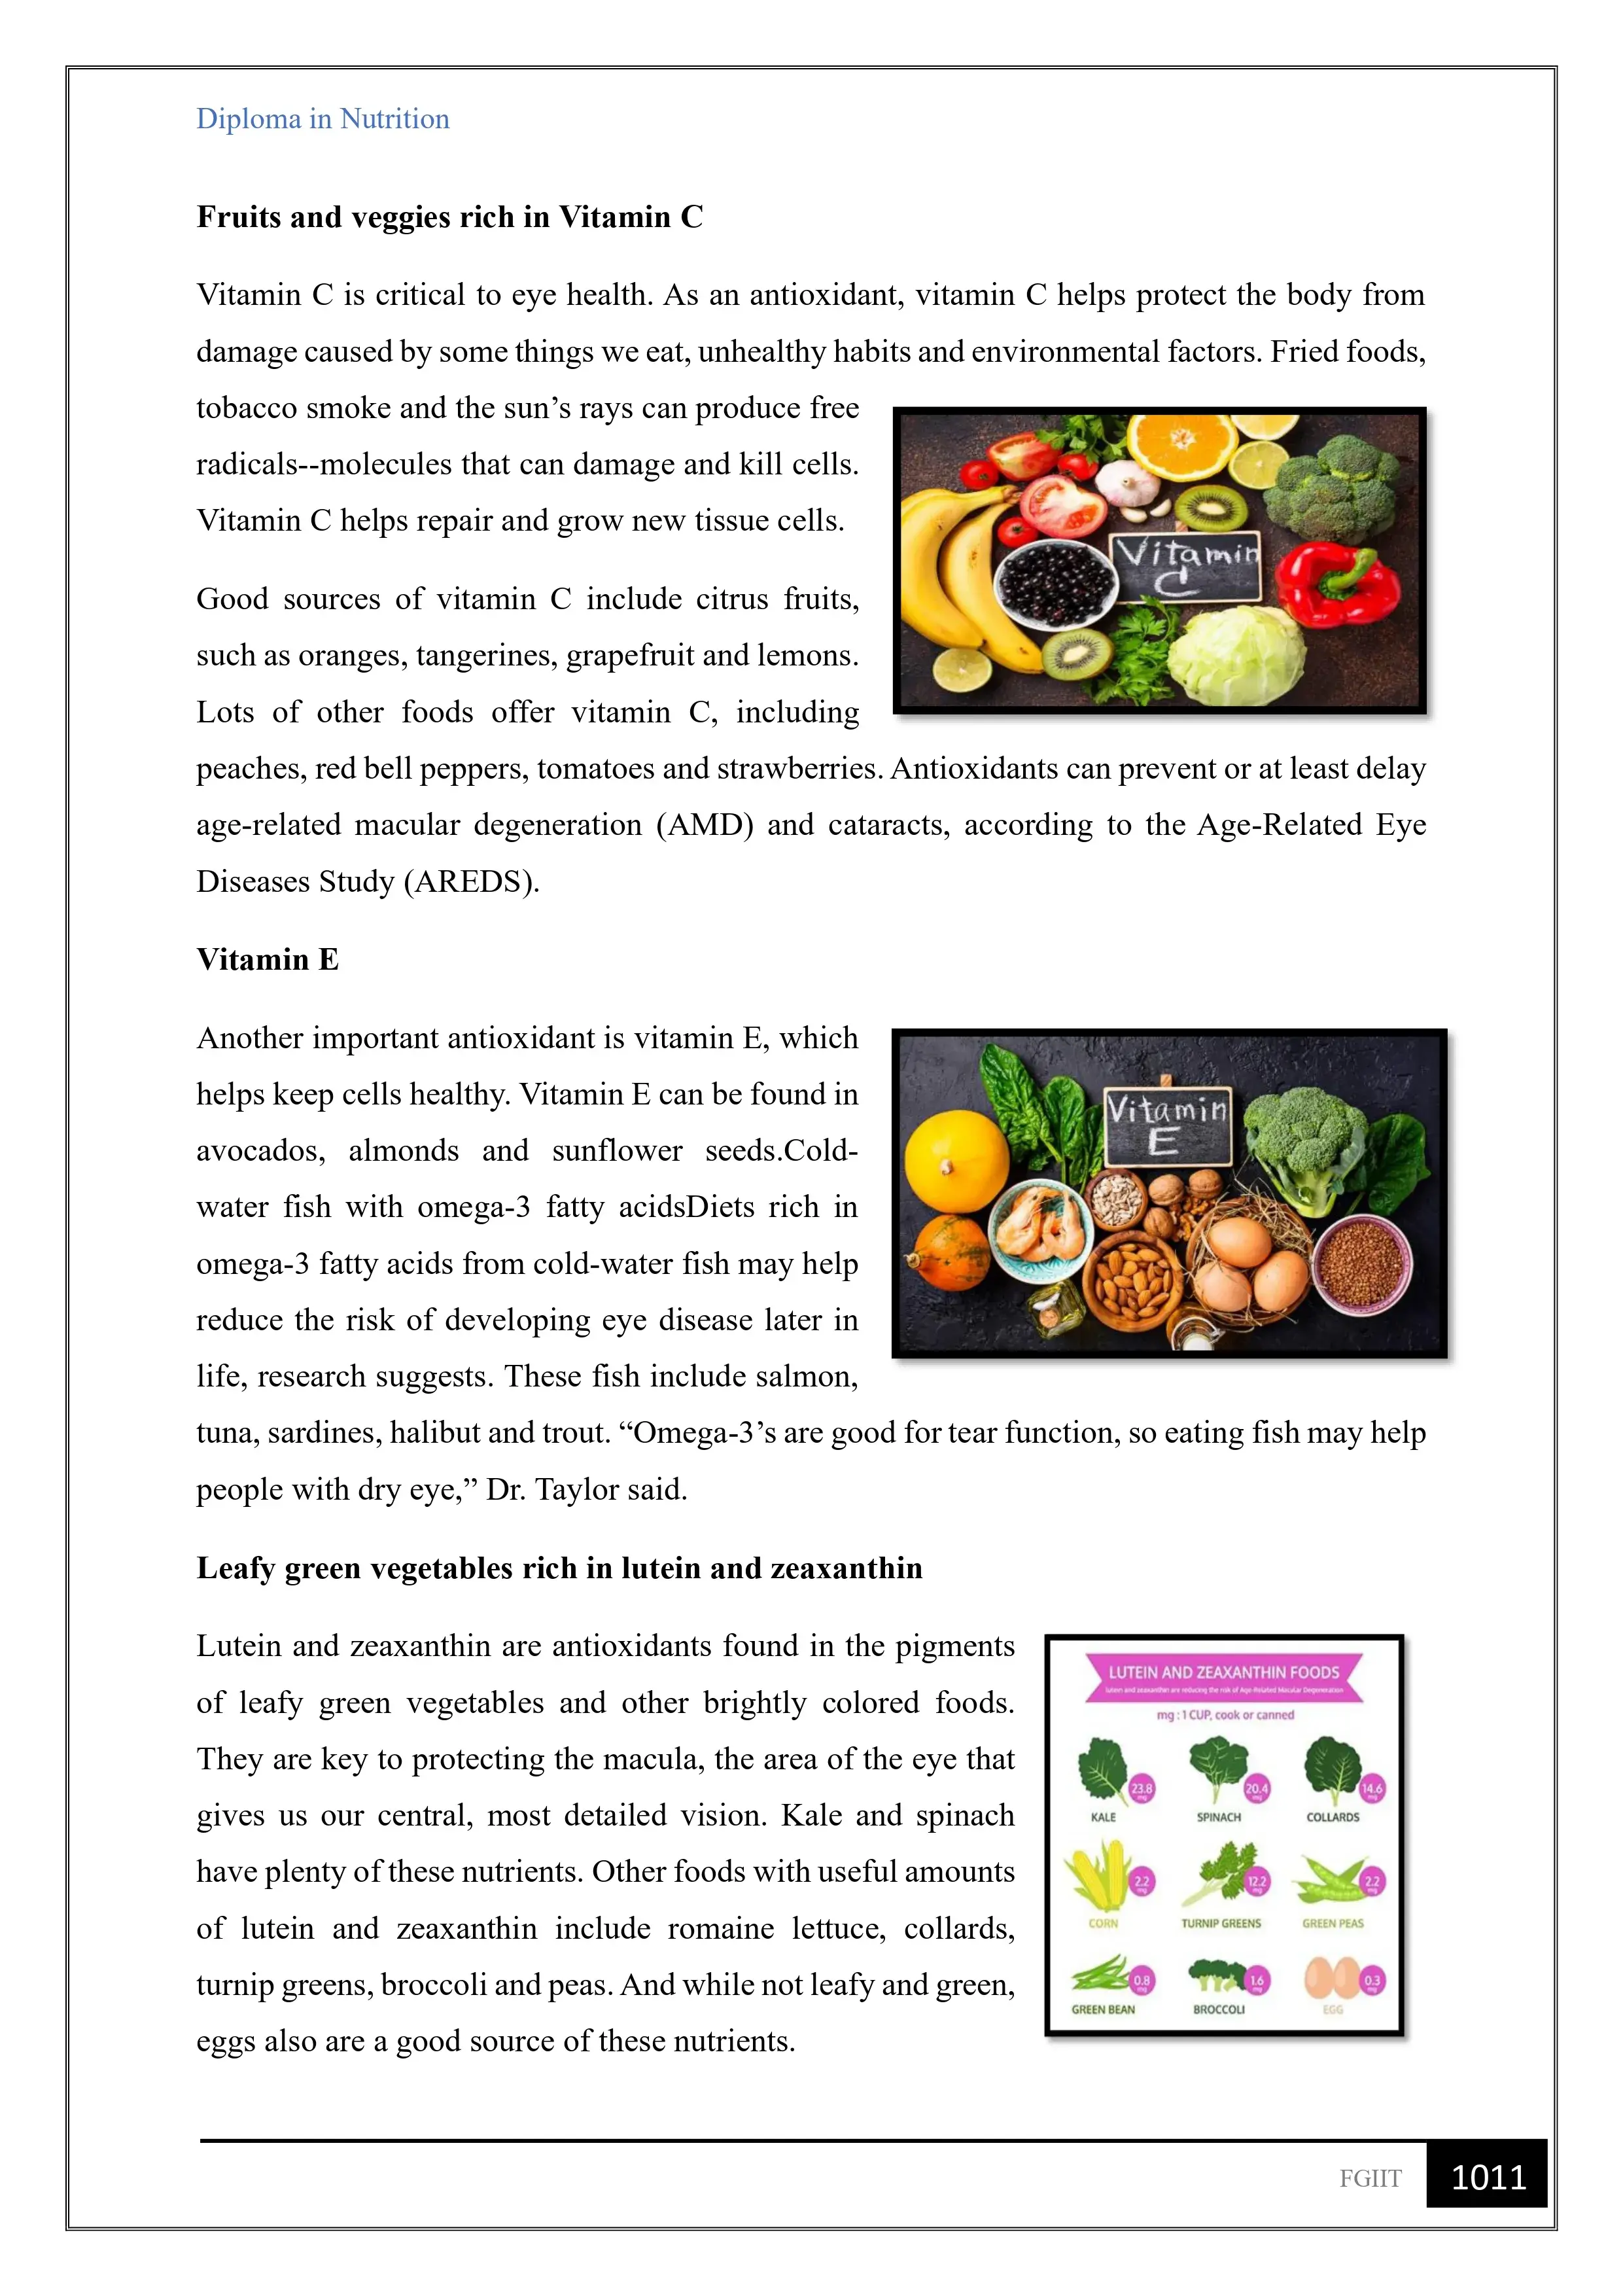 Diploma in Nutrition
Fruits and veggies rich in Vitamin C
Vitamin C is critical to eye health. As an antioxidant, vitamin C helps protect the body from
damage caused by some things we eat, unhealthy habits and environmental factors. Fried foods,
tobacco smoke and the sun’s rays can produce free
radicals--molecules that can damage and kill cells.
Vitamin C helps repair and grow new tissue cells.
Vitamin
C
Good sources of vitamin C include citrus fruits,
such as oranges, tangerines, grapefruit and lemons.
Lots of other foods offer vitamin C, including
peaches, red bell peppers, tomatoes and strawberries. Antioxidants can prevent or at least delay
age-related macular degeneration (AMD) and cataracts, according to the Age-Related Eye
Diseases Study (AREDS).
Vitamin E
Another important antioxidant is vitamin E, which
helps keep cells healthy. Vitamin E can be found in
avocados, almonds and sunflower seeds.Cold-
water fish with omega-3 fatty acidsDiets rich in
omega-3 fatty acids from cold-water fish may help
reduce the risk of developing eye disease later in
life, research suggests. These fish include salmon,
tuna, sardines, halibut and trout. “Omega-3’s are good for tear function, so eating fish may help
people with dry eye,” Dr. Taylor said.
Vitamin
E
Leafy green vegetables rich in lutein and zeaxanthin
Lutein and zeaxanthin are antioxidants found in the pigments
of leafy green vegetables and other brightly colored foods.
They are key to protecting the macula, the area of the eye that
gives us our central, most detailed vision. Kale and spinach
have plenty of these nutrients. Other foods with useful amounts
of lutein and zeaxanthin include romaine lettuce, collards,
turnip greens, broccoli and peas. And while not leafy and green,
eggs also are a good source of these nutrients.
LUTEIN AND ZEAXANTHIN FOODS
lutein and zeaxanthin are reducing the risk of Age-Related Macular Degeneration
mg : 1 CUP, cook or canned
23.8 mg
20.4 mg
14.6 mg
KALE SPINACH COLLARDS
2.2 mg
12.2 mg
2.2 mg
CORN TURNIP GREENS GREEN PEAS
0.8 mg
1.6 mg
0.3 mg
GREEN BEAN BROCCOLI EGG
FGIIT 1011